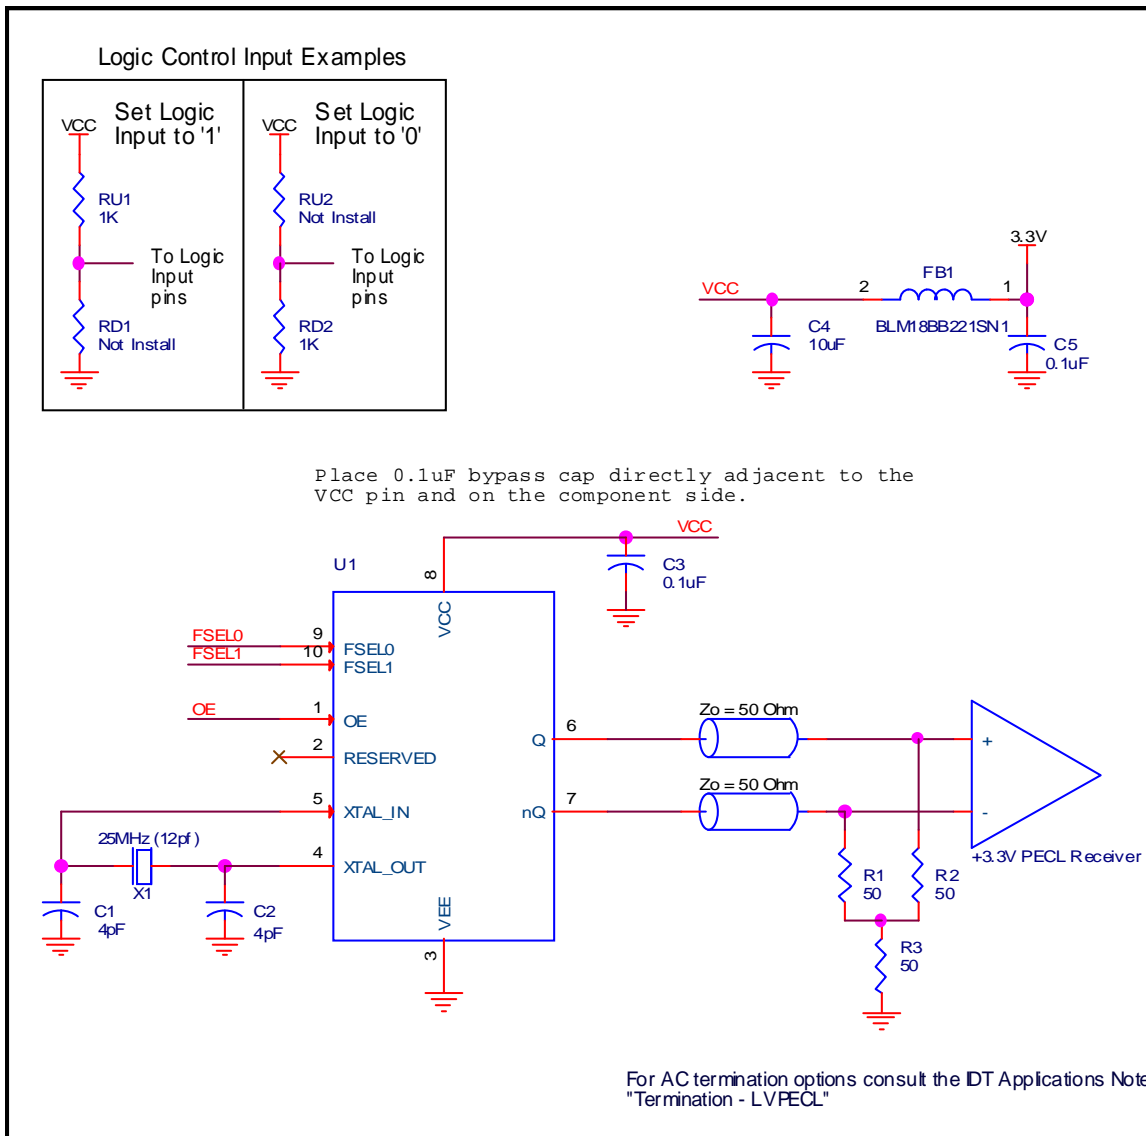 Logic Control Input Examples
Set Logic
Input to '1'
VCC
RU1
1K
To Logic
Input
pins
RD1
Not Install
Set Logic
Input to '0'
VCC
RU2
Not Install
To Logic
Input
pins
RD2
1K
3.3V
VCC
2
FB1
1
BLM18BB221SN1
C4
10uF
C5
0.1uF
Place 0.1uF bypass cap directly adjacent to the
VCC pin and on the component side.
VCC
U1
8
C3
0.1uF
VCC
FSEL0
9
FSEL0
FSEL1
10
FSEL1
OE
1
OE
2
RESERVED
5
XTAL_IN
25MHz (12pf)
X1
4
XTAL_OUT
C1
4pF
C2
4pF
VEE
3
Q
6
nQ
7
Zo = 50 Ohm
Zo = 50 Ohm
+
-
+3.3V PECL Receiver
R1
50
R2
50
R3
50
For AC termination options consult the IDT Applications Note
"Termination - LVPECL"